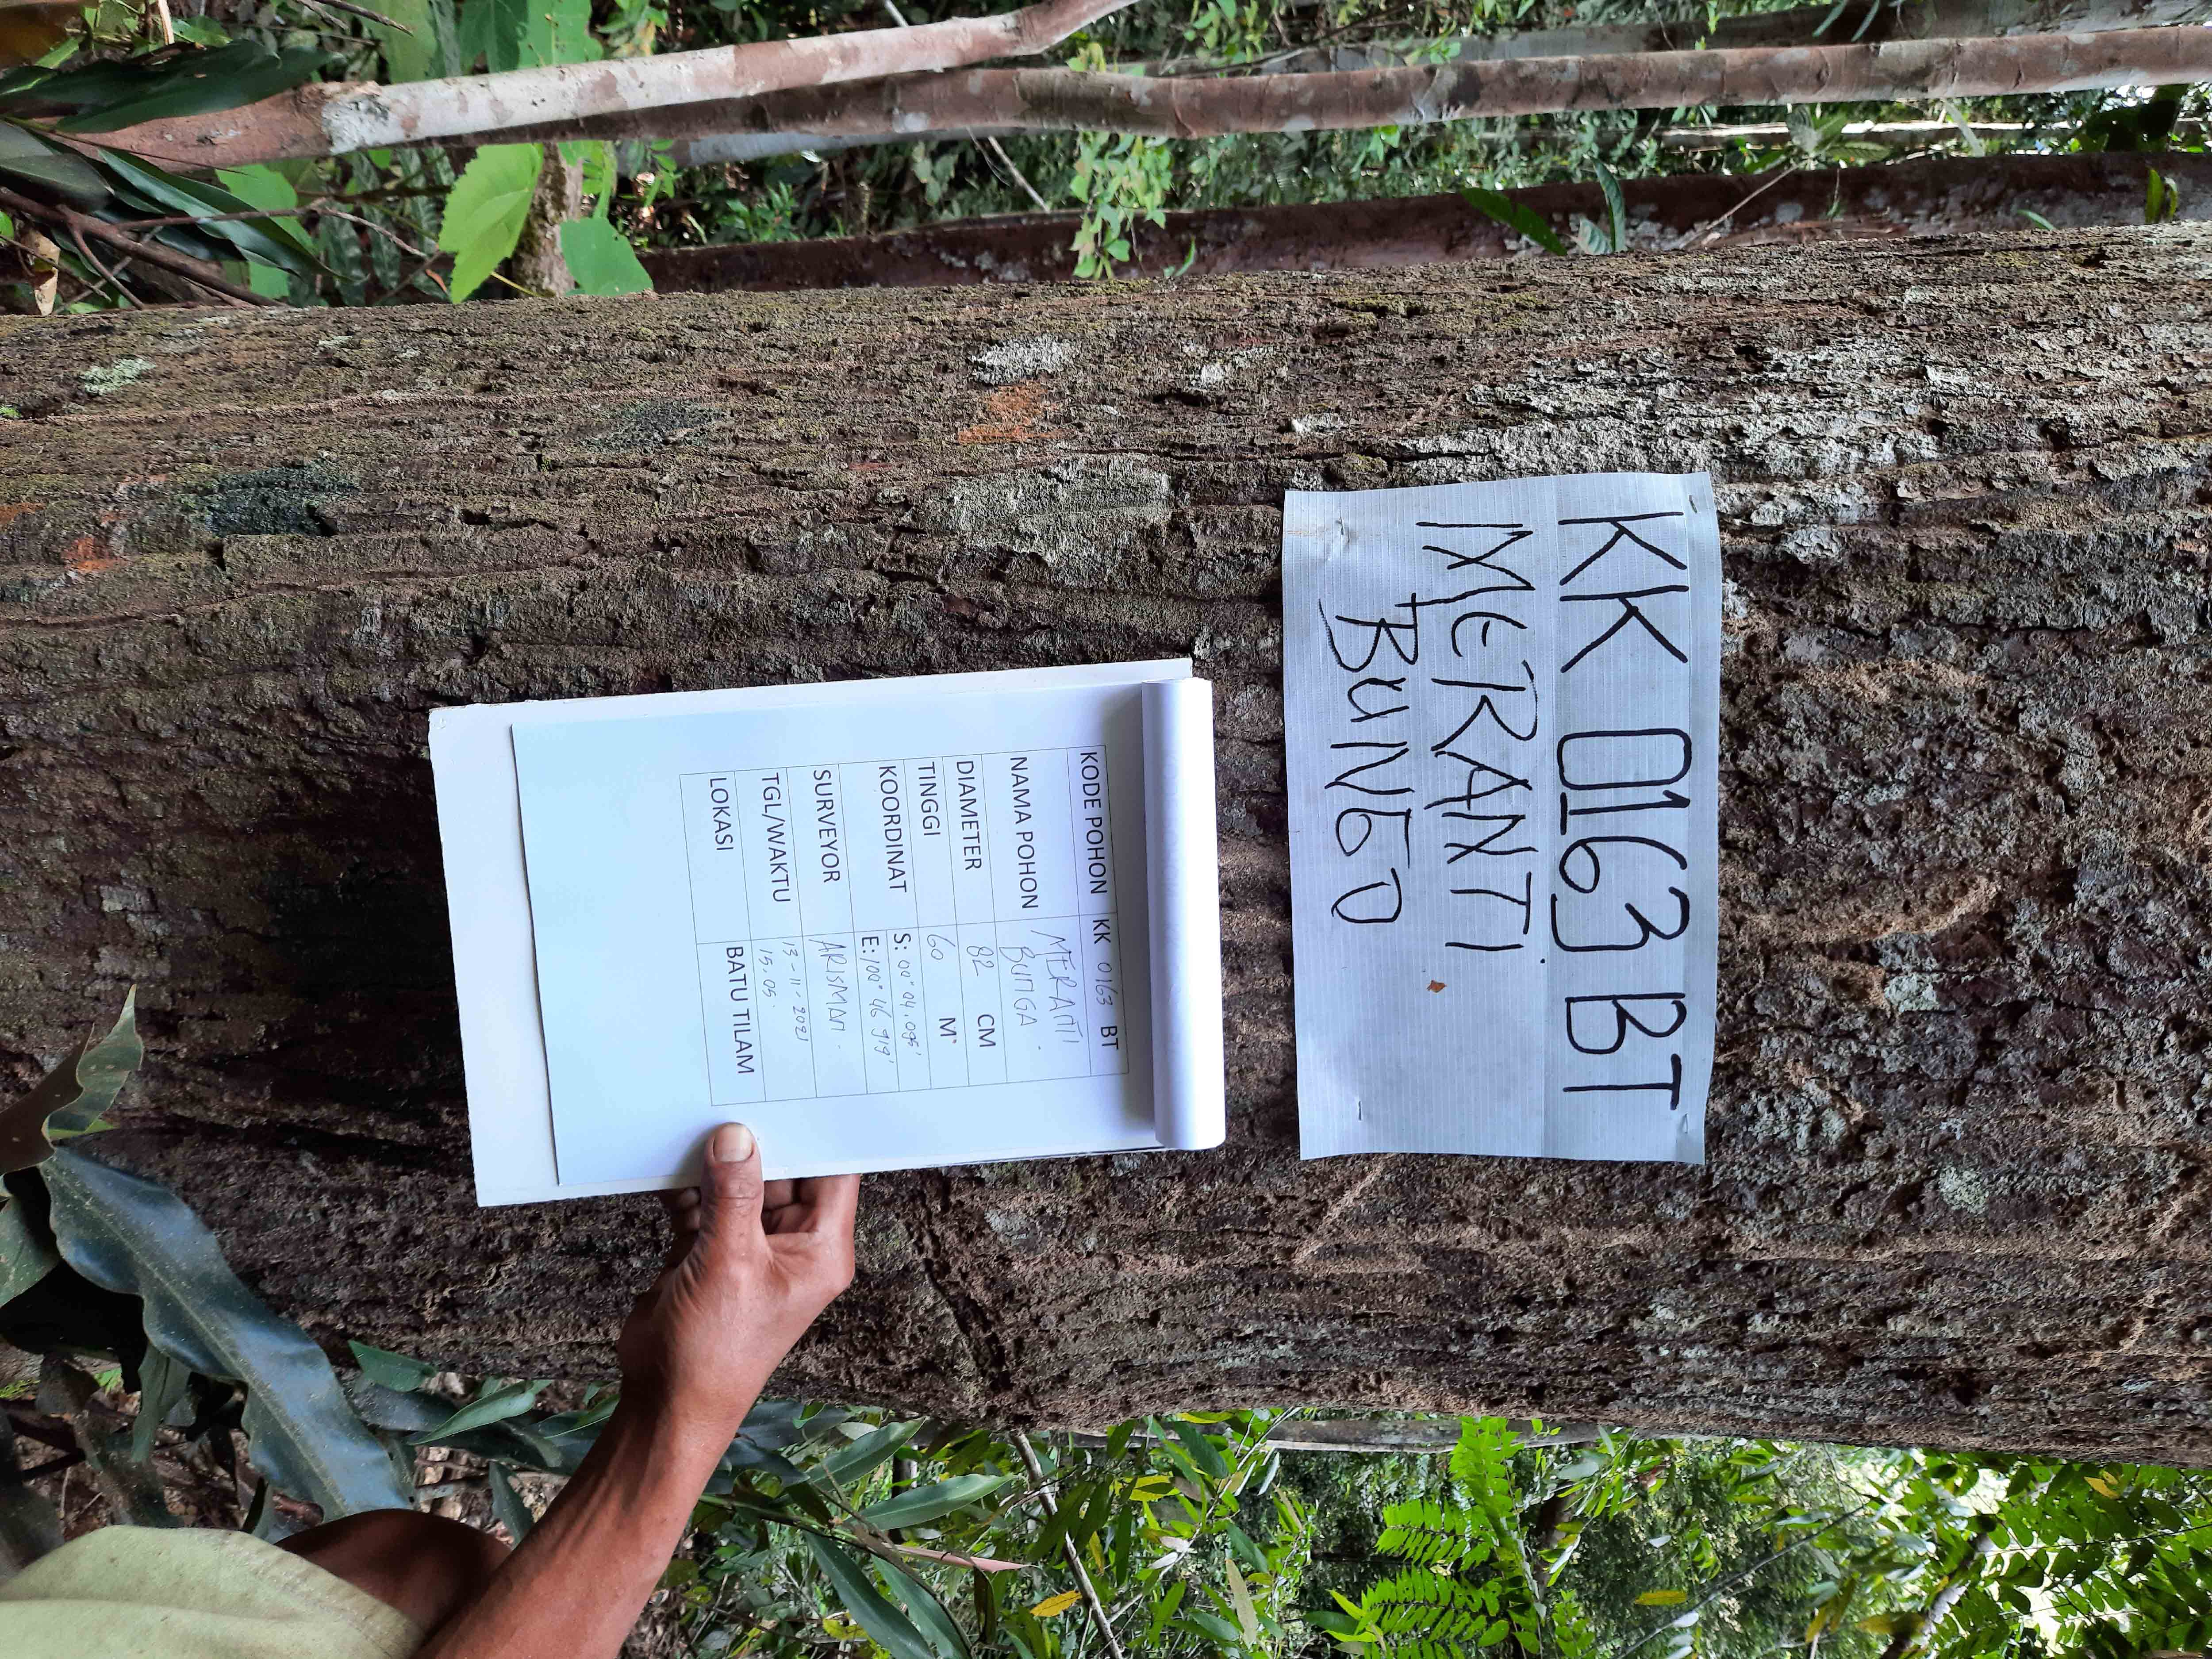 KK 0163 BT
MERANTI
BUNGO
KODE POHON KK 0163 BT
NAMA POHON MERANTI
BUNGA
DIAMETER 82 CM
TINGGI 60 M
KOORDINAT S: 00° 04. 095'
E: 100° 46 919'
SURVEYOR ARISMAN.
TGL/WAKTU 13-11-2021
15.05
LOKASI BATU TILAM